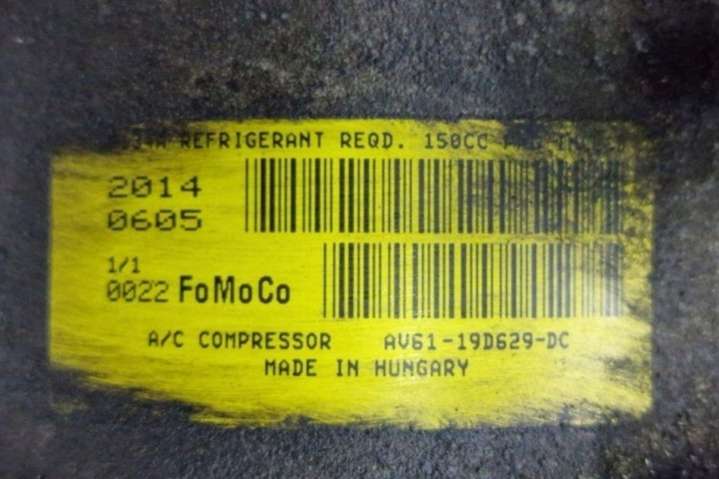 REFRIGERANT REQD. 150CC
2014
0605
1/1
0022 FoMoCo
A/C COMPRESSOR AV61-19D629-DC
MADE IN HUNGARY